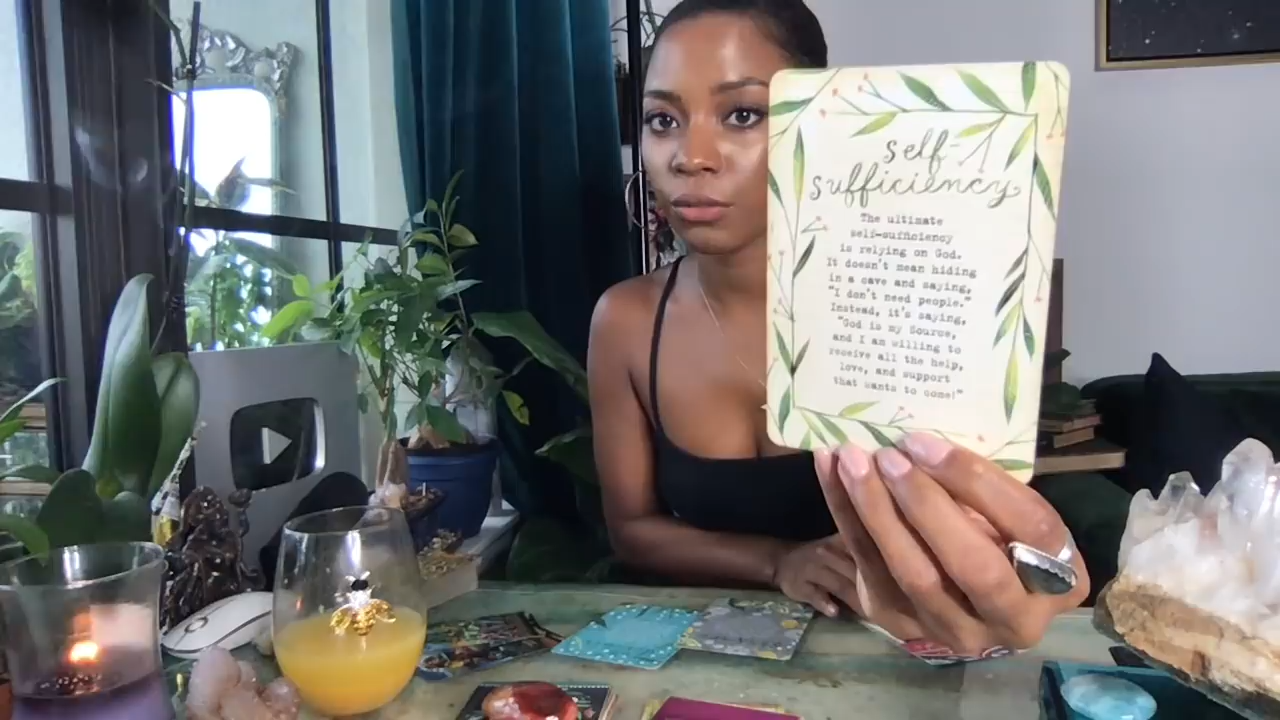 self-
sufficiency
The ultimate
self-sufficiency
is relying on God.
It doesn't mean hiding
in a cave and saying,
"I don't need people."
Instead, it's saying,
"God is my Source,
and I am willing to
receive all the help,
love, and support
that wants to come!"